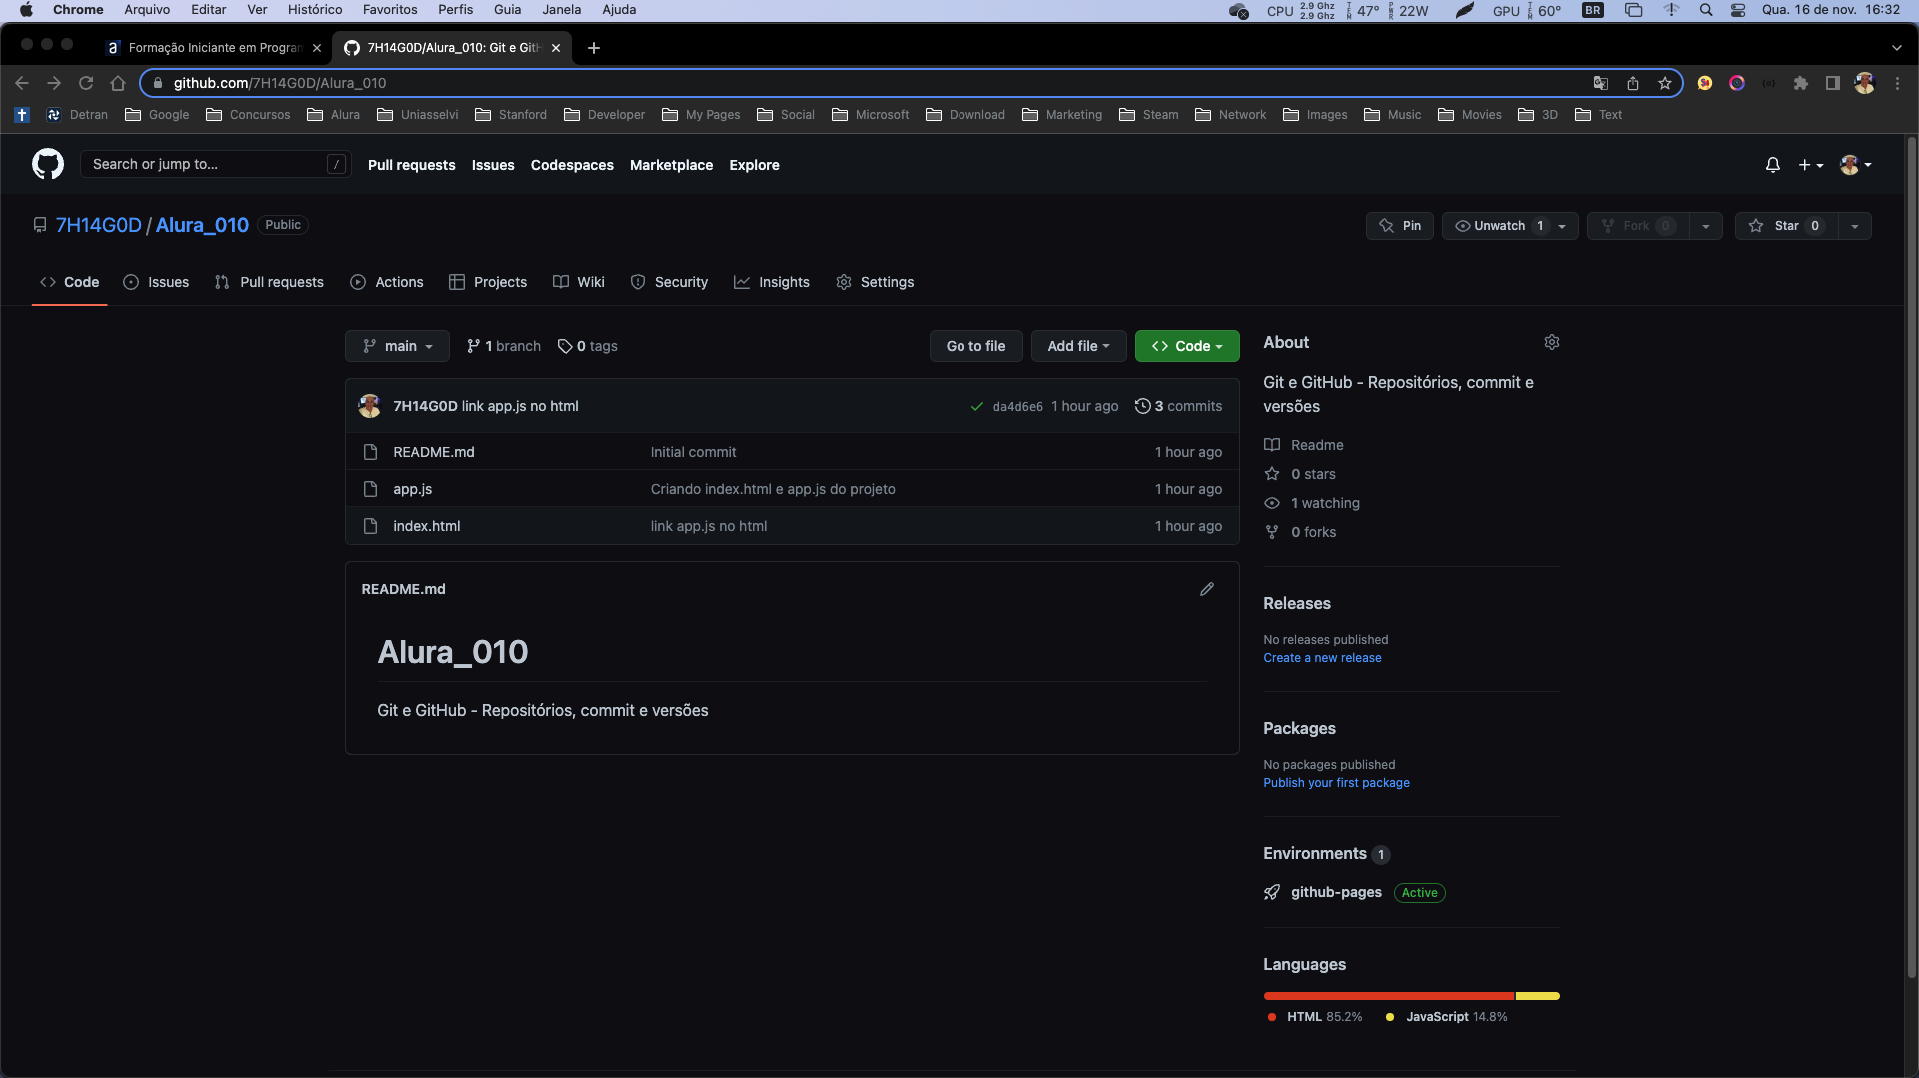 Chrome Arquivo Editar Ver Histórico Favoritos Perfis Guia Janela Ajuda CPU 2.9 Ghz 2.9 Ghz TEM 47° PWR 22W GPU TEM 60° BR Qua. 16 de nov. 16:32
a Formação Iniciante em Program 7H14G0D/Alura_010: Git e GitH
github.com/7H14G0D/Alura_010
Detran Google Concursos Alura Uniasselvi Stanford Developer My Pages Social Microsoft Download Marketing Steam Network Images Music Movies 3D Text
Search or jump to... / Pull requests Issues Codespaces Marketplace Explore
7H14G0D / Alura_010 Public Pin Unwatch 1 Fork 0 Star 0
Code Issues Pull requests Actions Projects Wiki Security Insights Settings
main 1 branch 0 tags Go to file Add file Code
7H14G0D link app.js no html da4d6e6 1 hour ago 3 commits
README.md Initial commit 1 hour ago
app.js Criando index.html e app.js do projeto 1 hour ago
index.html link app.js no html 1 hour ago
README.md
Alura_010
Git e GitHub - Repositórios, commit e versões
About
Git e GitHub - Repositórios, commit e
versões
Readme
0 stars
1 watching
0 forks
Releases
No releases published
Create a new release
Packages
No packages published
Publish your first package
Environments 1
github-pages Active
Languages
HTML 85.2% JavaScript 14.8%